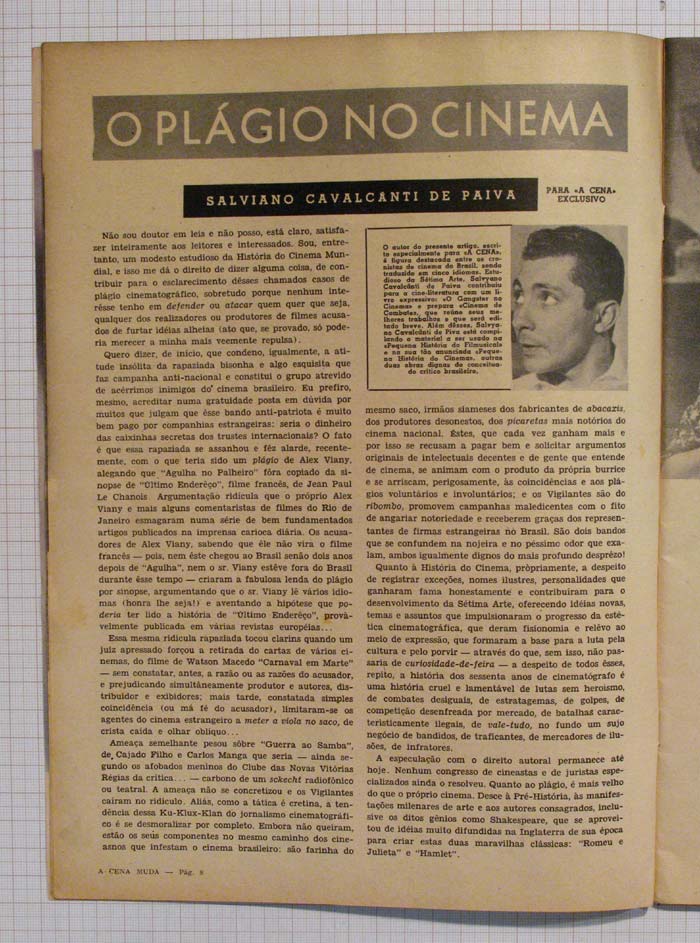 O PLÁGIO NO CINEMA
SALVIANO CAVALCANTI DE PAIVA
PARA «A CENA»
EXCLUSIVO
Não sou doutor em leis e não posso, está claro, satisfa-
zer inteiramente aos leitores e interessados. Sou, entre-
tanto, um modesto estudioso da História do Cinema Mun-
dial, e isso me dá o direito de dizer alguma coisa, de con-
tribuir para o esclarecimento dêsses chamados casos de
plágio cinematográfico, sobretudo porque nenhum inte-
rêsse tenho em defender ou atacar quem quer que seja,
qualquer dos realizadores ou produtores de filmes acusa-
dos de furtar idéias alheias (ato que, se provado, só pode-
ria merecer a minha mais veemente repulsa).
Quero dizer, de início, que condeno, igualmente, a ati-
tude insólita da rapaziada bisonha e algo esquisita que
faz campanha anti-nacional e constitui o grupo atrevido
de acérrimos inimigos do cinema brasileiro. Eu prefiro,
mesmo, acreditar numa gratuidade posta em dúvida por
muitos que julgam que êsse bando anti-patriota é muito
bem pago por companhias estrangeiras: seria o dinheiro
das caixinhas secretas dos trustes internacionais? O fato
é que essa rapaziada se assanhou e fêz alarde, recente-
mente, com o que teria sido um plágio de Alex Viany,
alegando que "Agulha no Palheiro" fôra copiado da si-
nopse de "Último Enderêço", filme francês, de Jean Paul
Le Chanois Argumentação ridícula que o próprio Alex
Viany e mais alguns comentaristas de filmes do Rio de
Janeiro esmagaram numa série de bem fundamentados
artigos publicados na imprensa carioca diária. Os acusa-
dores de Alex Viany, sabendo que êle não vira o filme
francês — pois, nem êste chegou ao Brasil senão dois anos
depois de "Agulha", nem o sr. Viany estêve fora do Brasil
durante êsse tempo — criaram a fabulosa lenda do plágio
por sinopse, argumentando que o sr. Viany lê vários idio-
mas (honra lhe seja!) e aventando a hipótese que po-
deria ter lido a história de "Último Enderêço", provà-
velmente publicada em várias revistas européias...
Essa mesma ridícula rapaziada tocou clarins quando um
juiz apressado forçou a retirada do cartaz de vários ci-
nemas, do filme de Watson Macedo "Carnaval em Marte"
— sem constatar, antes, a razão ou as razões do acusador,
e prejudicando simultâneamente produtor e autores, dis-
tribuidor e exibidores; mais tarde, constatada simples
coincidência (ou má fé do acusador), limitaram-se os
agentes do cinema estrangeiro a meter a viola no saco, de
crista caída e olhar oblíquo...
Ameaça semelhante pesou sôbre "Guerra ao Samba",
de Cajado Filho e Carlos Manga que seria — ainda se-
gundo os afobados meninos do Clube das Novas Vitórias
Régias da crítica... — carbono de um sckecht radiofônico
ou teatral. A ameaça não se concretizou e os Vigilantes
caíram no ridículo. Aliás, como a tática é cretina, a ten-
dência dessa Ku-Klux-Klan do jornalismo cinematográfi-
co é se desmoralizar por completo. Embora não queiram,
estão os seus componentes no mesmo caminho dos cine-
asnos que infestam o cinema brasileiro: são farinha do
O autor do presente artigo, escri-
to especialmente para «A CENA»,
é figura destacada entre os cro-
nistas de cinema do Brasil, sendo
traduzido em cinco idiomas. Estu-
dioso da Sétima Arte, Salvyano
Cavalcânti de Paiva contribuiu
para a cine-literatura com um li-
vro expressivo: «O Gangster no
Cinema» e prepara «Cinema de
Combate», que reúne seus me-
lhores trabalhos e que será edi-
tado breve. Além dêsses, Salvya-
no Cavalcânti de Paiva está compi-
lando o material a ser usado na
«Pequena História do Filmusical»
e na sua tão anunciada «Peque-
na História do Cinema», outras
duas obras dignas do conceitua-
do crítico brasileiro.
mesmo saco, irmãos siameses dos fabricantes de abacaxis,
dos produtores desonestos, dos picaretas mais notórios do
cinema nacional. Êstes, que cada vez ganham mais e
por isso se recusam a pagar bem e solicitar argumentos
originais de intelectuais decentes e de gente que entende
de cinema, se animam com o produto da própria burrice
e se arriscam, perigosamente, às coincidências e aos plá-
gios voluntários e involuntários; e os Vigilantes são do
ribombo, promovem campanhas maledicentes com o fito
de angariar notoriedade e receberem graças dos represen-
tantes de firmas estrangeiras no Brasil. São dois bandos
que se confundem na nojeira e no péssimo odor que exa-
lam, ambos igualmente dignos do mais profundo desprêzo!
Quanto à História do Cinema, pròpriamente, a despeito
de registrar exceções, nomes ilustres, personalidades que
ganharam fama honestamente e contribuiram para o
desenvolvimento da Sétima Arte, oferecendo idéias novas,
temas e assuntos que impulsionaram o progresso da esté-
tica cinematográfica, que deram fisionomia e relêvo ao
meio de expressão, que formaram a base para a luta pela
cultura e pelo porvir — através do que, sem isso, não pas-
saria de curiosidade-de-feira — a despeito de todos êsses,
repito, a história dos sessenta anos de cinematógrafo é
uma história cruel e lamentável de lutas sem heroismo,
de combates desiguais, de estratagemas, de golpes, de
competição desenfreada por mercado, de batalhas carac-
teristicamente ilegais, de vale-tudo, no fundo um sujo
negócio de bandidos, de traficantes, de mercadores de ilu-
sões, de infratores.
A especulação com o direito autoral permanece até
hoje. Nenhum congresso de cineastas e de juristas espe-
cializados ainda o resolveu. Quanto ao plágio, é mais velho
do que o próprio cinema. Desce à Pré-História, às manifes-
tações milenares de arte e aos autores consagrados, inclu-
sive os ditos gênios como Shakespeare, que se aprovei-
tou de idéias muito difundidas na Inglaterra de sua época
para criar estas duas maravilhas clássicas: "Romeu e
Julieta" e "Hamlet".
A CENA MUDA — Pág. 8